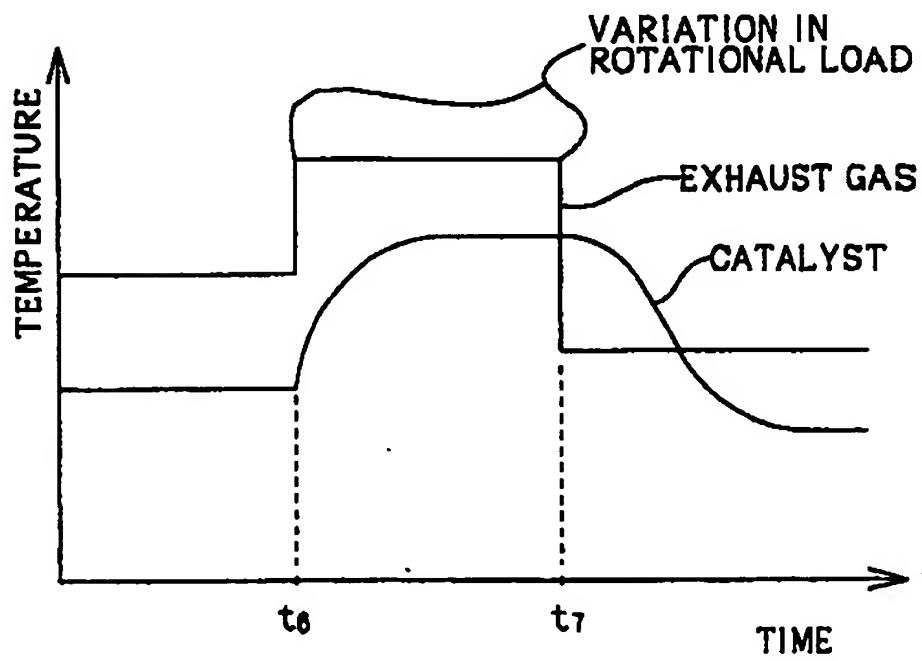 VARIATION IN
ROTATIONAL LOAD
TEMPERATURE
EXHAUST GAS
CATALYST
t6
t7
TIME